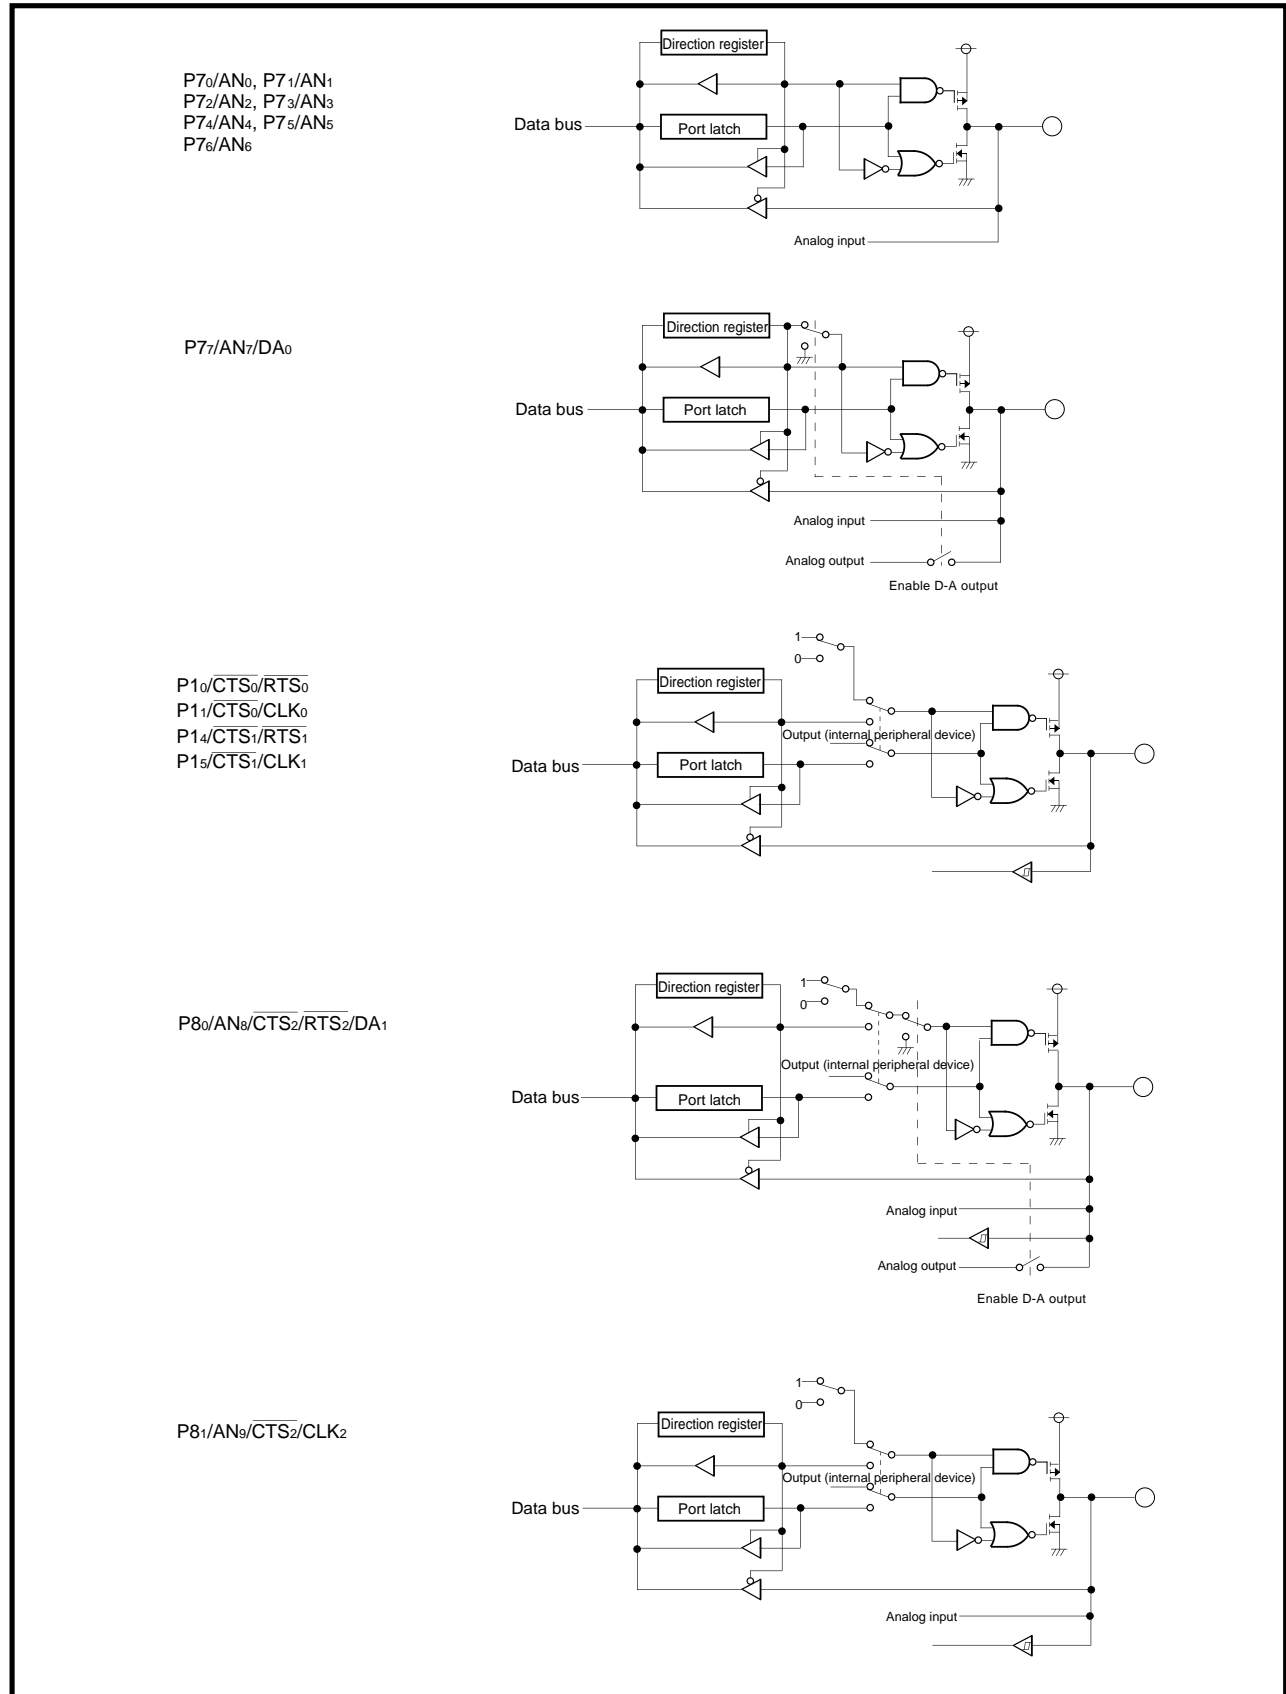 Direction register
P70/AN0, P71/AN1
P72/AN2, P73/AN3
P74/AN4, P75/AN5
P76/AN6
Data bus
Port latch
Analog input
Direction register
P77/AN7/DA0
Data bus
Port latch
Analog input
Analog output
Enable D-A output
1
0
P10/CTS0/RTS0
P11/CTS0/CLK0
P14/CTS1/RTS1
P15/CTS1/CLK1
Direction register
Output (internal peripheral device)
Data bus
Port latch
1
0
Direction register
P80/AN8/CTS2/RTS2/DA1
Output (internal peripheral device)
Data bus
Port latch
Analog input
Analog output
Enable D-A output
1
0
Direction register
P81/AN9/CTS2/CLK2
Output (internal peripheral device)
Data bus
Port latch
Analog input